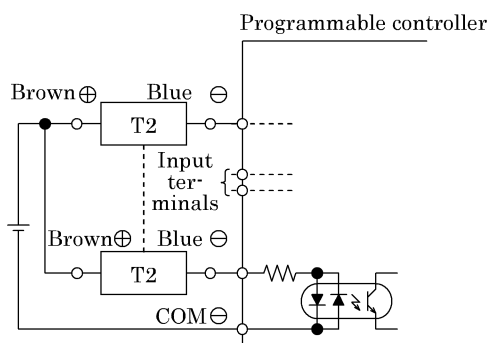 Programmable controller
Brown ⊕ Blue ⊖
T2
Input
ter-
minals
Brown ⊕ Blue ⊖
T2
COM ⊖